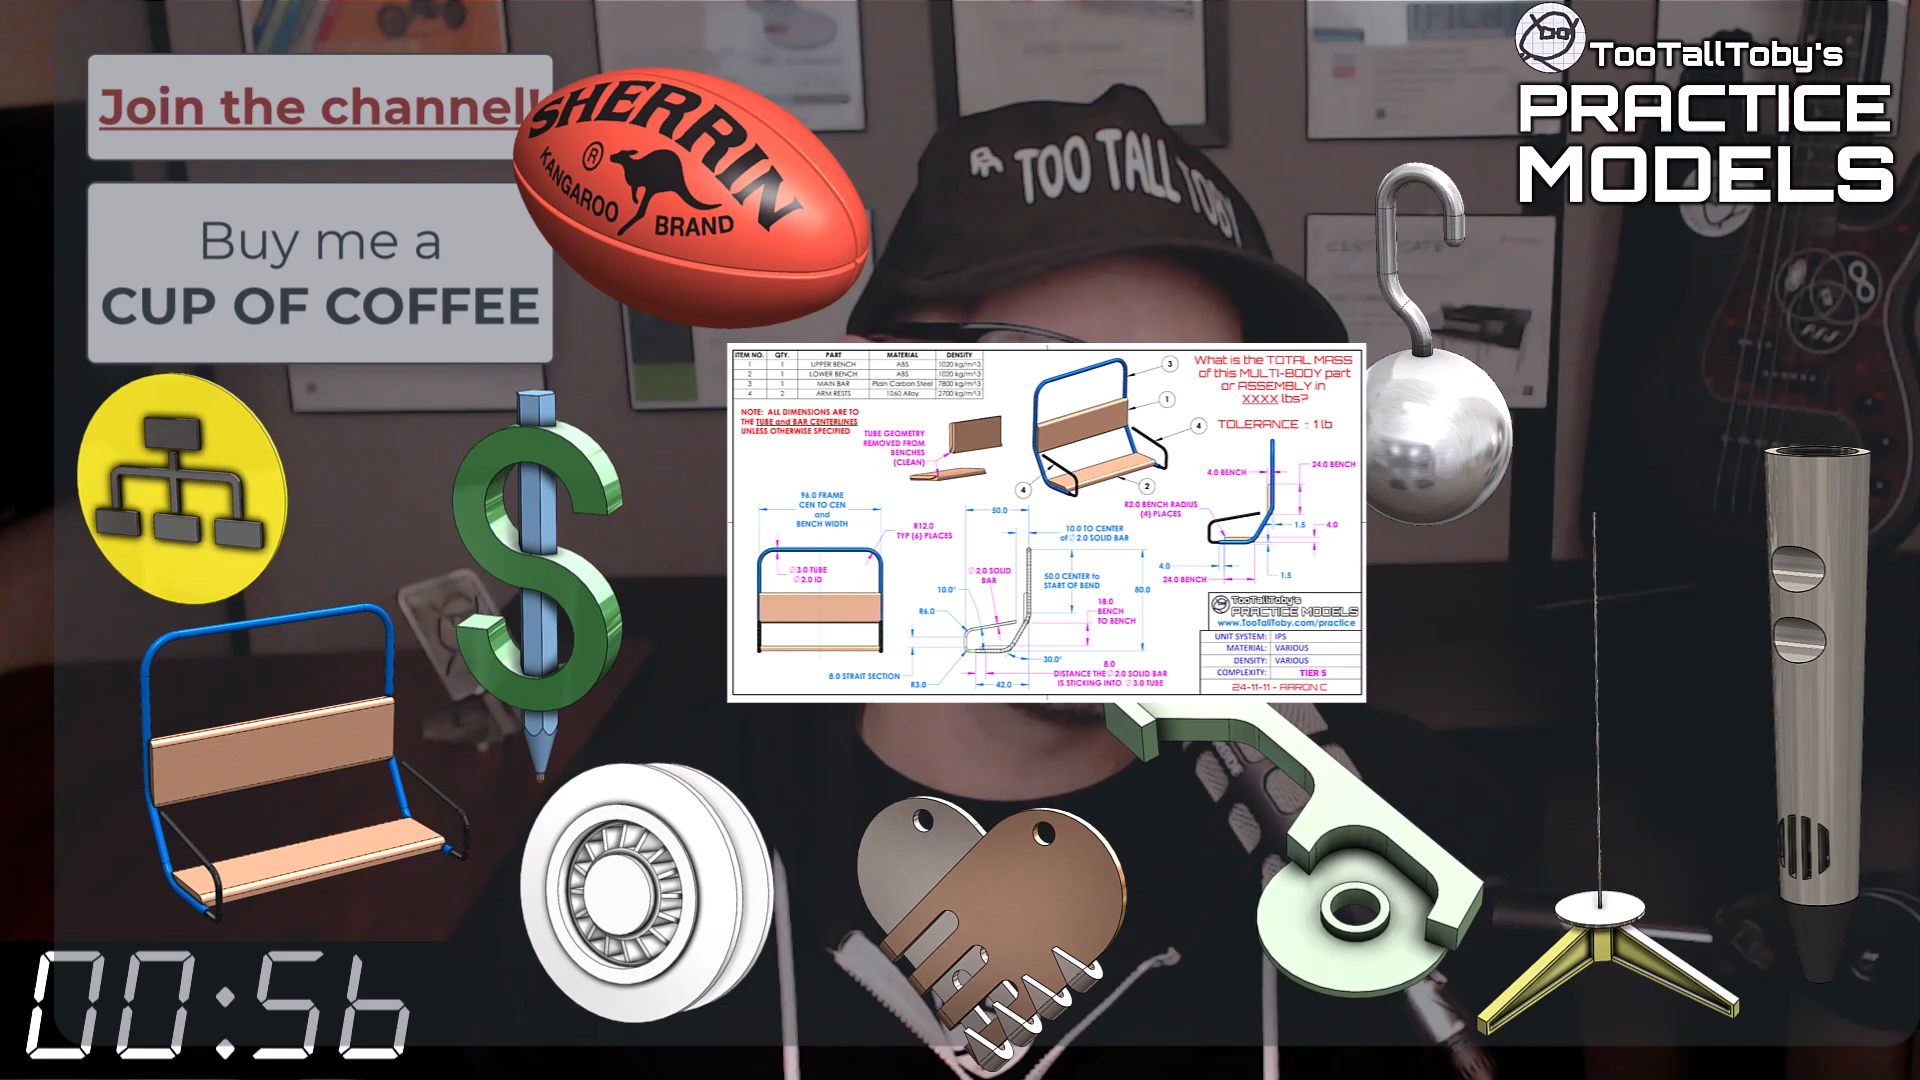 Join the channel!
Buy me a
CUP OF COFFEE
SHERRIN
®
KANGAROO
BRAND
TOO TALL TOBY
TooTallToby's
PRACTICE
MODELS
CERTIFICATE
ITEM NO. QTY. PART MATERIAL DENSITY
1 1 UPPER BENCH ABS 1020 kg/m^3
2 1 LOWER BENCH ABS 1020 kg/m^3
3 1 MAIN BAR Plain Carbon Steel 7800 kg/m^3
4 2 ARM RESTS 1060 Alloy 2700 kg/m^3
NOTE: ALL DIMENSIONS ARE TO
THE TUBE and BAR CENTERLINES
UNLESS OTHERWISE SPECIFIED
TUBE GEOMETRY
REMOVED FROM
BENCHES
(CLEAN)
3
1
4
4
2
What is the TOTAL MASS
of this MULTI-BODY part
or ASSEMBLY in
XXXX lbs?
TOLERANCE ± 1 lb
96.0 FRAME
CEN TO CEN
and
BENCH WIDTH
R12.0
TYP (6) PLACES
∅3.0 TUBE
∅2.0 ID
50.0
10.0 TO CENTER
of ∅2.0 SOLID BAR
∅2.0 SOLID
BAR
50.0 CENTER to
START OF BEND
80.0
10.0°
R6.0
18.0
BENCH
TO BENCH
8.0 STRAIT SECTION
R3.0
42.0
30.0°
8.0
DISTANCE THE ∅2.0 SOLID BAR
IS STICKING INTO ∅3.0 TUBE
4.0 BENCH
24.0 BENCH
R2.0 BENCH RADIUS
(4) PLACES
1.5
4.0
4.0
24.0 BENCH
1.5
TooTallToby's
PRACTICE MODELS
www.TooTallToby.com/practice
UNIT SYSTEM: IPS
MATERIAL: VARIOUS
DENSITY: VARIOUS
COMPLEXITY: TIER 5
24-11-11 - AARON C
8
00:56